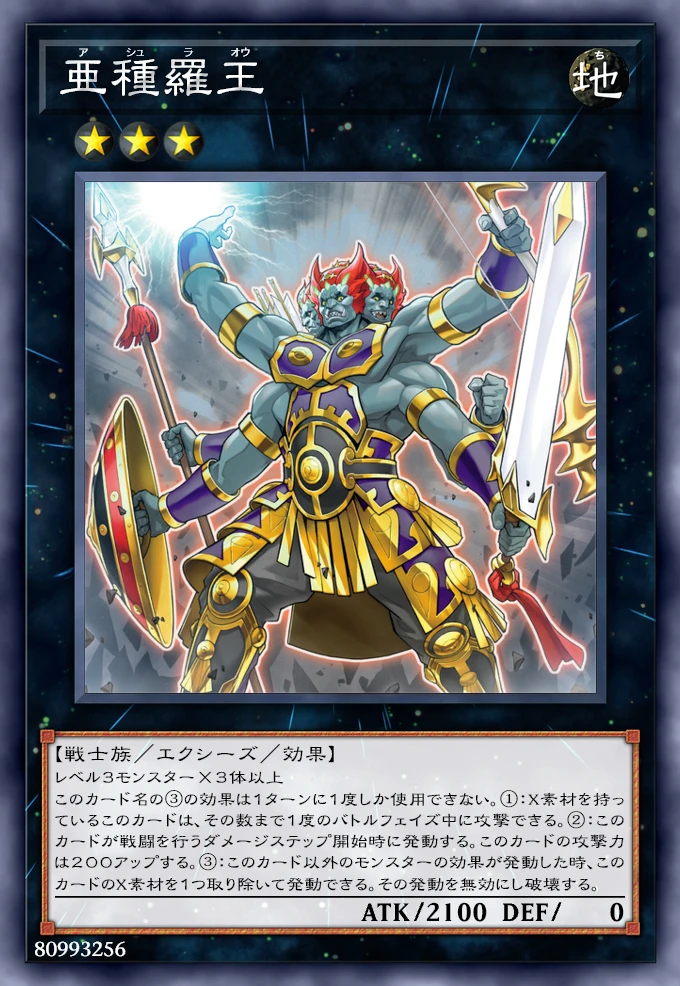 ア シュ ラ オウ
亜種羅王
ち
地
【戦士族／エクシーズ／効果】
レベル３モンスター×３体以上
このカード名の③の効果は１ターンに１度しか使用できない。①：X素材を持っ
ているこのカードは、その数まで１度のバトルフェイズ中に攻撃できる。②：この
カードが戦闘を行うダメージステップ開始時に発動する。このカードの攻撃力
は２００アップする。③：このカード以外のモンスターの効果が発動した時、この
カードのX素材を１つ取り除いて発動できる。その発動を無効にし破壊する。
ATK/2100 DEF/ 0
80993256